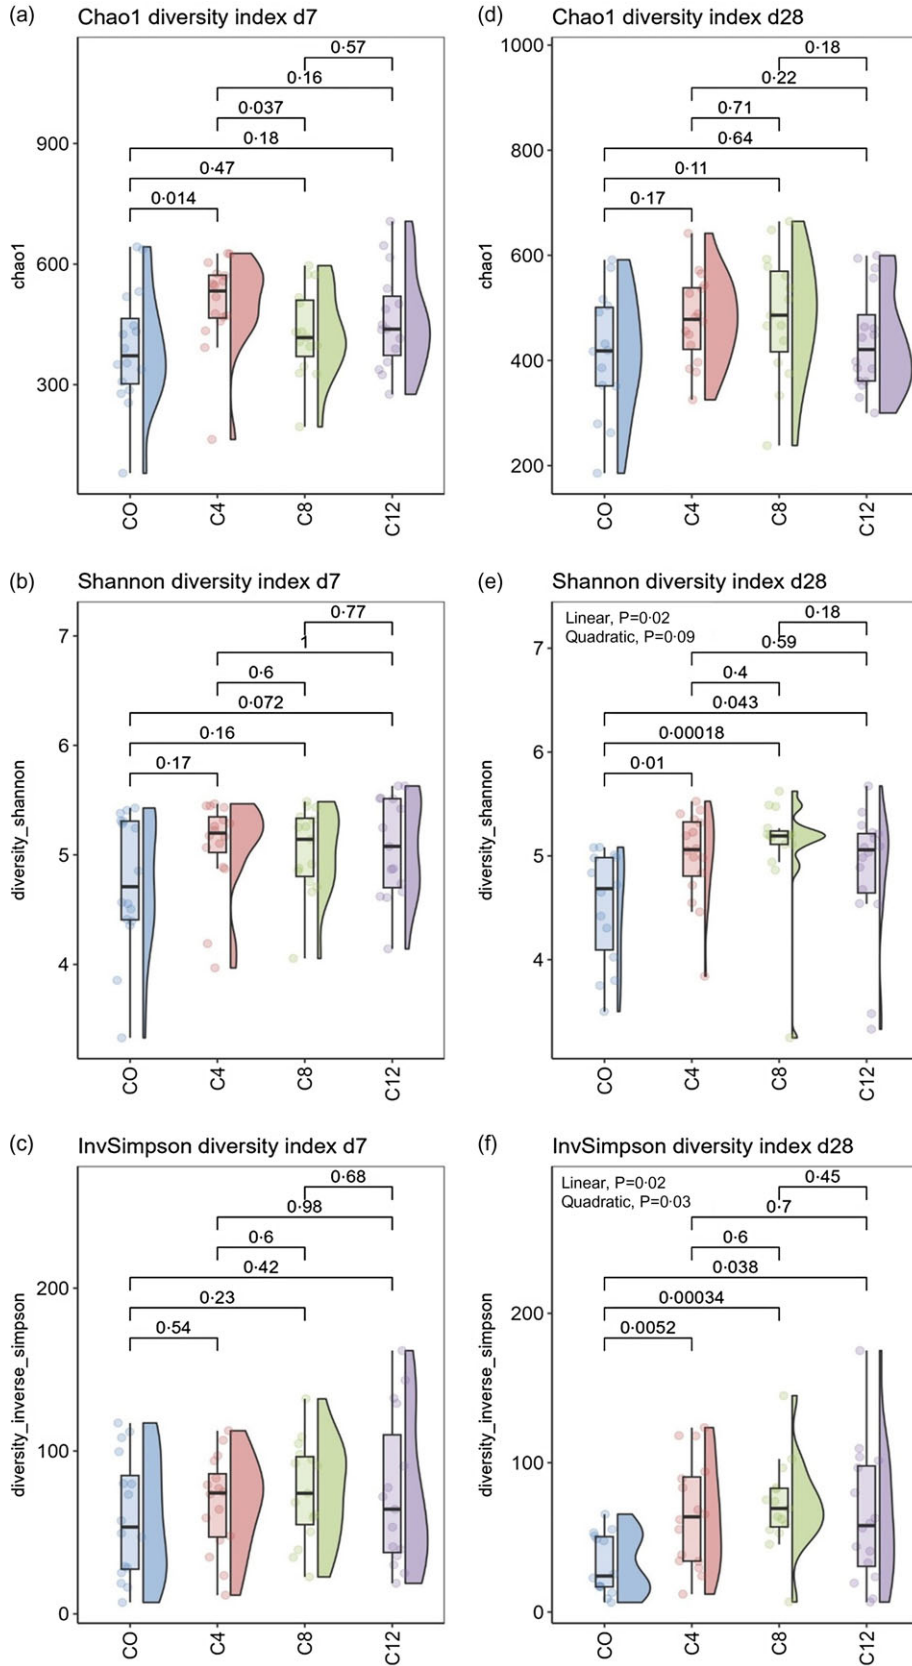 (a) Chao1 diversity index d7
0·57
0·16
0·037
0·18
0·47
0·014
900
600
300
chao1
CO C4 C8 C12
(d) Chao1 diversity index d28
0·18
0·22
0·71
0·64
0·11
0·17
1000
800
600
400
200
chao1
CO C4 C8 C12
(b) Shannon diversity index d7
0·77
1
0·6
0·072
0·16
0·17
7
6
5
4
diversity_shannon
CO C4 C8 C12
(e) Shannon diversity index d28
Linear, P=0.02
Quadratic, P=0.09
0·18
0·59
0·4
0·043
0·00018
0·01
7
6
5
4
diversity_shannon
CO C4 C8 C12
(c) InvSimpson diversity index d7
0·68
0·98
0·6
0·42
0·23
0·54
200
100
0
diversity_inverse_simpson
CO C4 C8 C12
(f) InvSimpson diversity index d28
Linear, P=0.02
Quadratic, P=0.03
0·45
0·7
0·6
0·038
0·00034
0·0052
200
100
0
diversity_inverse_simpson
CO C4 C8 C12